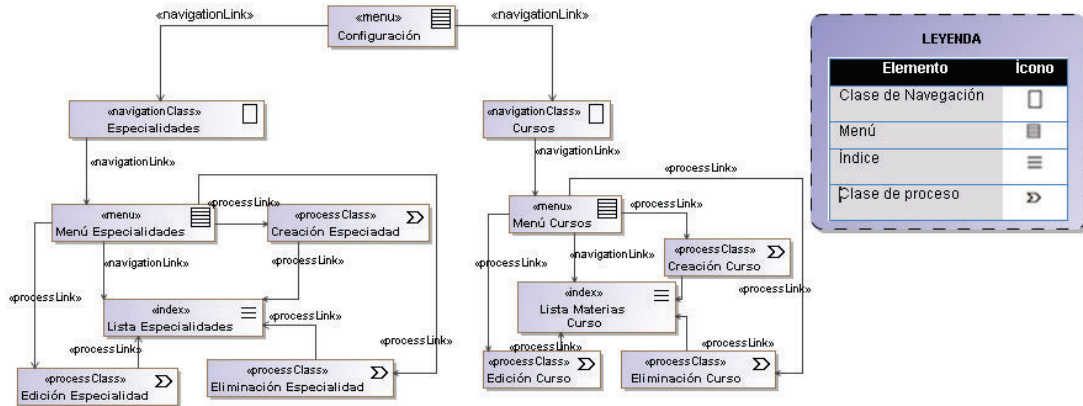 «navigationLink»
«menu»
Configuración
«navigationLink»
«navigationClass»
Especialidades
«navigationClass»
Cursos
«navigationLink»
«navigationLink»
«processLink»
«processLink»
«menu»
Menú Especialidades
«processLink»
«processClass»
Creación Especiadad
«menu»
Menú Cursos
«processLink»
«processClass»
Creación Curso
«navigationLink»
«processLink»
«navigationLink»
«processLink»
«processLink»
«processLink»
«index»
Lista Especialidades
«index»
Lista Materias
Curso
«processLink»
«processLink»
«processLink»
«processLink»
«processClass»
Edición Especialidad
«processClass»
Eliminación Especialidad
«processClass»
Edición Curso
«processClass»
Eliminación Curso
LEYENDA
Elemento Ícono
Clase de Navegación
Menú
Índice
Clase de proceso